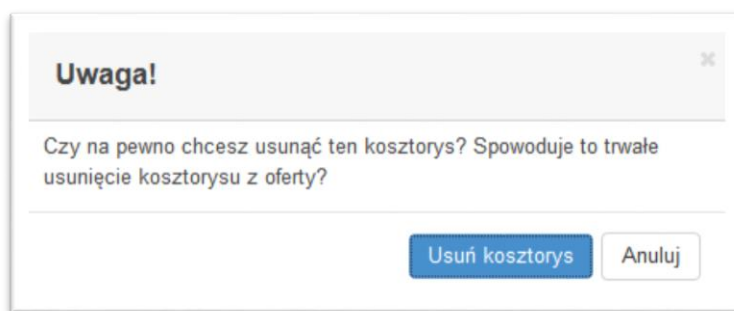 Uwaga!
Czy na pewno chcesz usunąć ten kosztorys? Spowoduje to trwałe
usunięcie kosztorysu z oferty?
Usuń kosztorys Anuluj